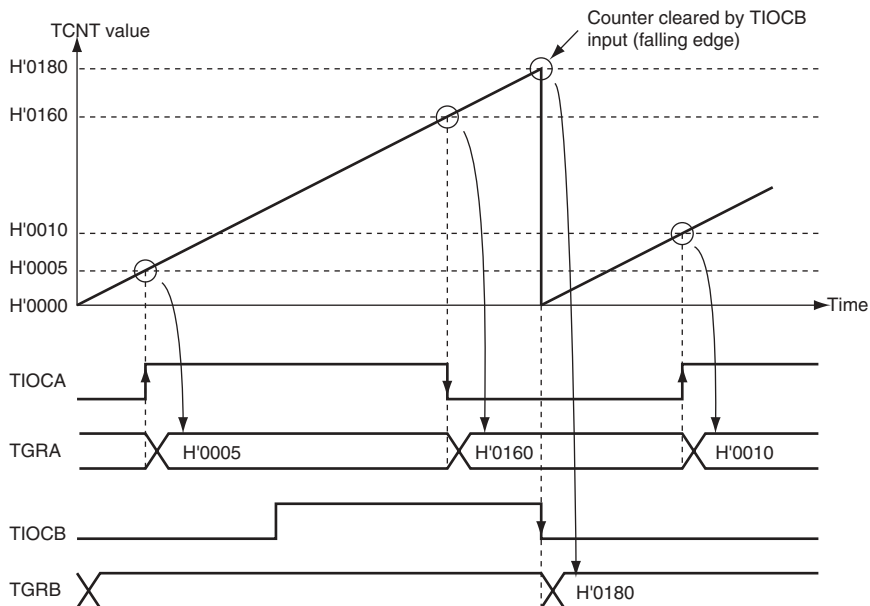 Counter cleared by TIOCB
input (falling edge)
TCNT value
H'0180
H'0160
H'0010
H'0005
H'0000
Time
TIOCA
TGRA
H'0005
H'0160
H'0010
TIOCB
TGRB
H'0180